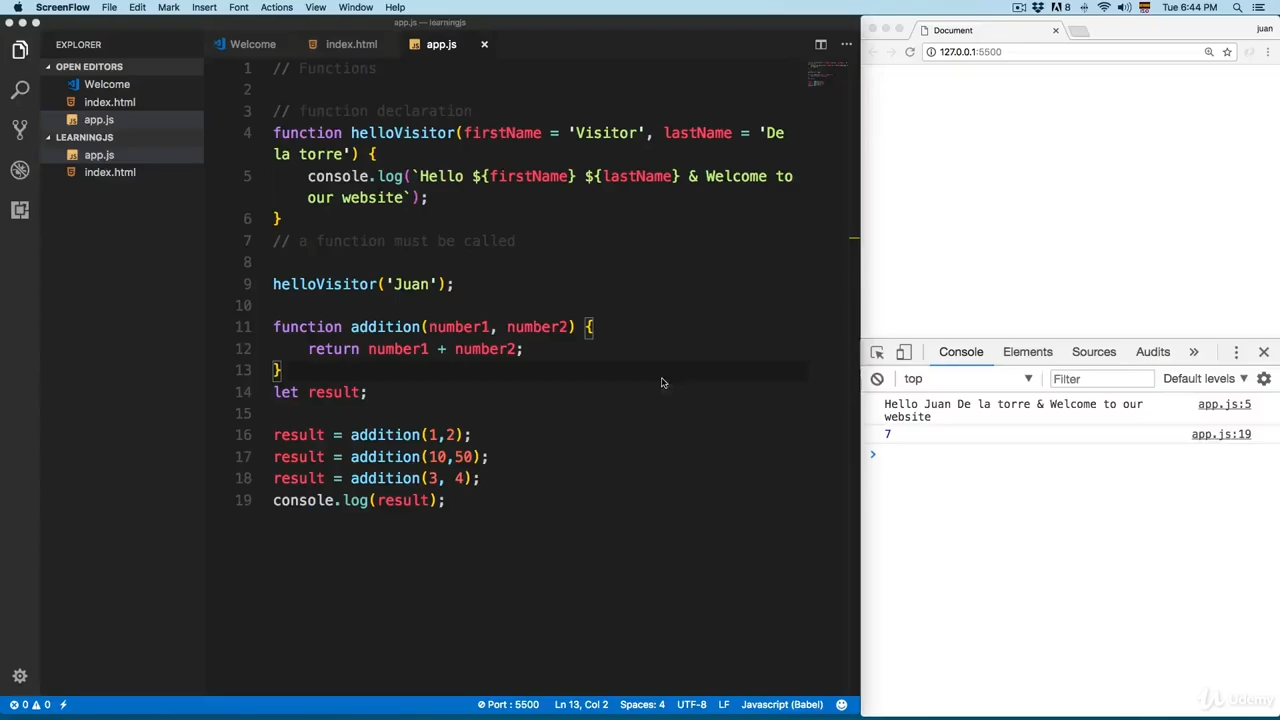 ScreenFlow File Edit Mark Insert Font Actions View Window Help 8 Tue 6:44 PM
app.js — learningjs
EXPLORER
OPEN EDITORS
Welcome
index.html
app.js
LEARNINGJS
app.js
index.html
Welcome index.html app.js
1 // Functions
2
3 // function declaration
4 function helloVisitor(firstName = 'Visitor', lastName = 'De
la torre') {
5 console.log(`Hello ${firstName} ${lastName} & Welcome to
our website`);
6 }
7 // a function must be called
8
9 helloVisitor('Juan');
10
11 function addition(number1, number2) {
12 return number1 + number2;
13 }
14 let result;
15
16 result = addition(1,2);
17 result = addition(10,50);
18 result = addition(3, 4);
19 console.log(result);
0 0 Port : 5500 Ln 13, Col 2 Spaces: 4 UTF-8 LF Javascript (Babel)
Document juan
127.0.0.1:5500
Console Elements Sources Audits »
top Filter Default levels
Hello Juan De la torre & Welcome to our app.js:5
website
7 app.js:19
>
Udemy